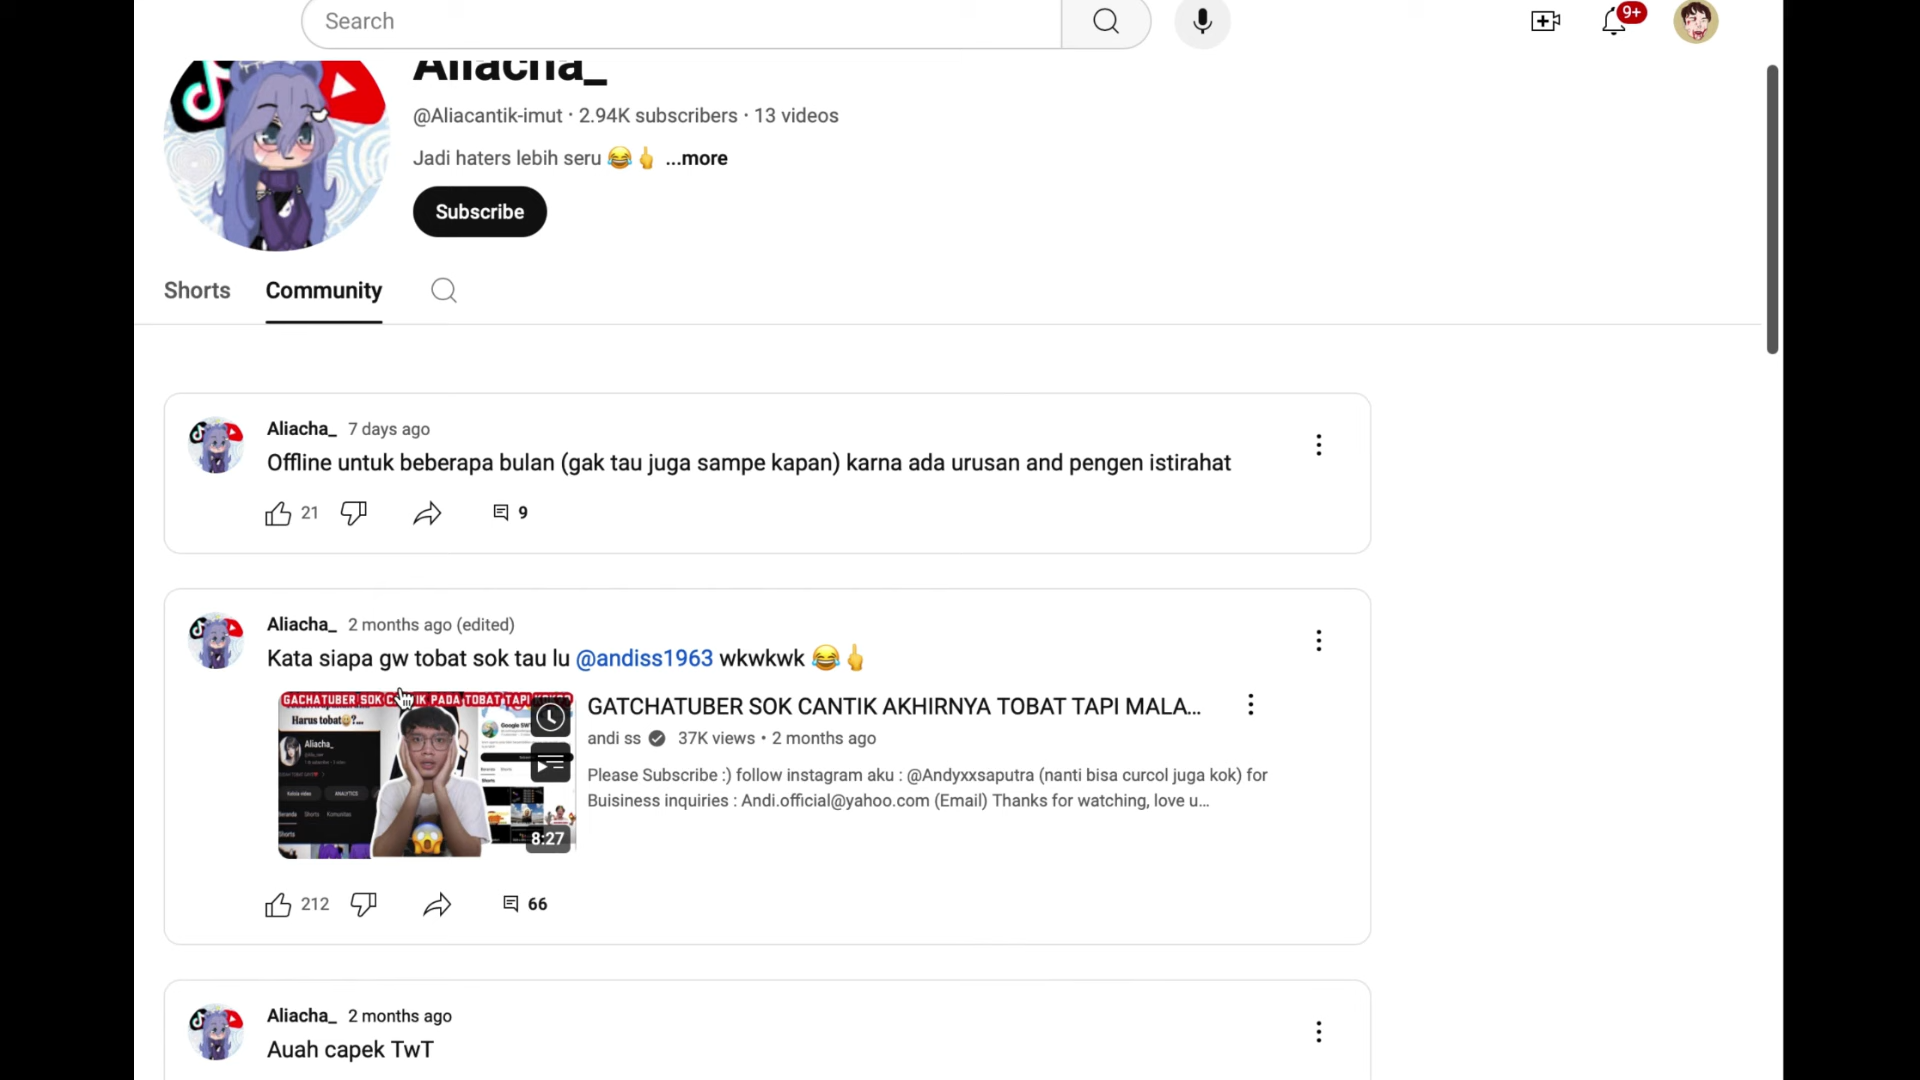 Search
9+
Aliacha_
@Aliacantik-imut · 2.94K subscribers · 13 videos
Jadi haters lebih seru 😂🖕 ...more
Subscribe
Shorts Community
Aliacha_ 7 days ago
Offline untuk beberapa bulan (gak tau juga sampe kapan) karna ada urusan and pengen istirahat
21 9
Aliacha_ 2 months ago (edited)
Kata siapa gw tobat sok tau lu @andiss1963 wkwkwk 😂🖕
Harus tobat😅?...
Aliacha_
ANALYTICS
Shorts
8:27
GATCHATUBER SOK CANTIK AKHIRNYA TOBAT TAPI MALA...
andi ss 37K views • 2 months ago
Please Subscribe :) follow instagram aku : @Andyxxsaputra (nanti bisa curcol juga kok) for
Buisiness inquiries : Andi.official@yahoo.com (Email) Thanks for watching, love u...
212 66
Aliacha_ 2 months ago
Auah capek TwT